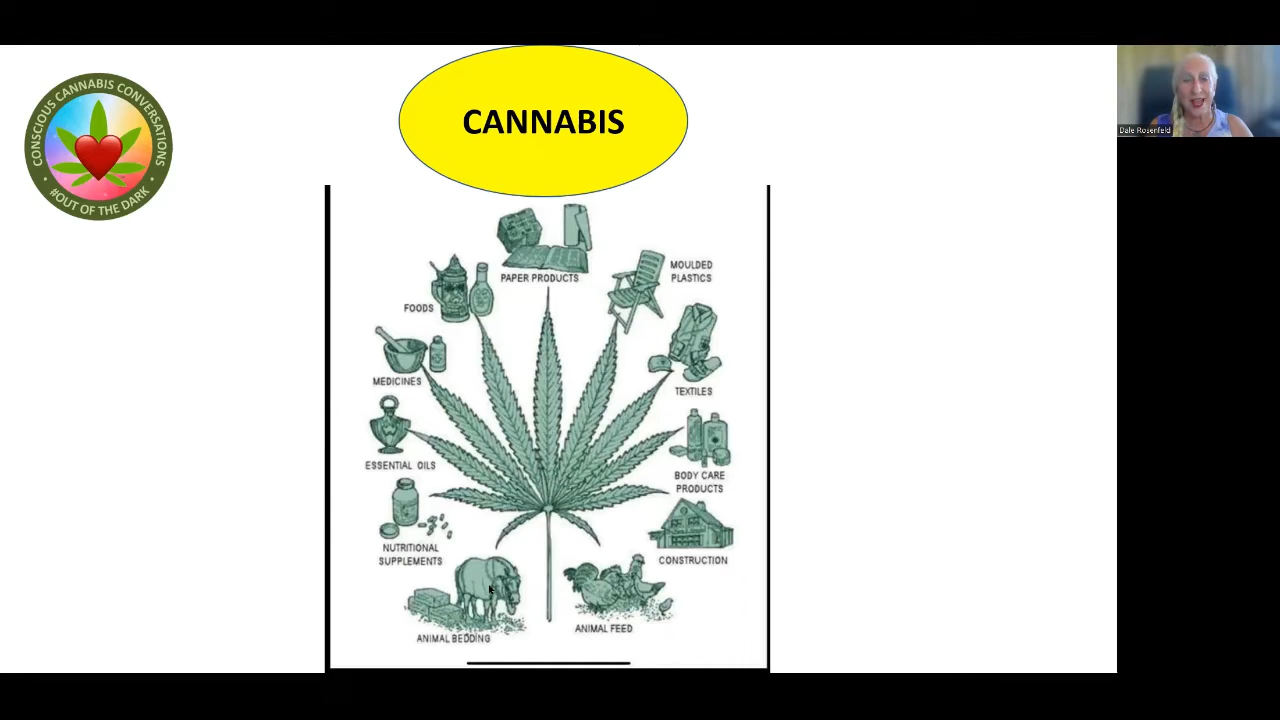 CONSCIOUS CANNABIS CONVERSATIONS
#OUT OF THE DARK
CANNABIS
Dale Rosenfeld
PAPER PRODUCTS
MOULDED
PLASTICS
FOODS
MEDICINES
TEXTILES
ESSENTIAL OILS
BODY CARE
PRODUCTS
NUTRITIONAL
SUPPLEMENTS
CONSTRUCTION
ANIMAL BEDDING
ANIMAL FEED